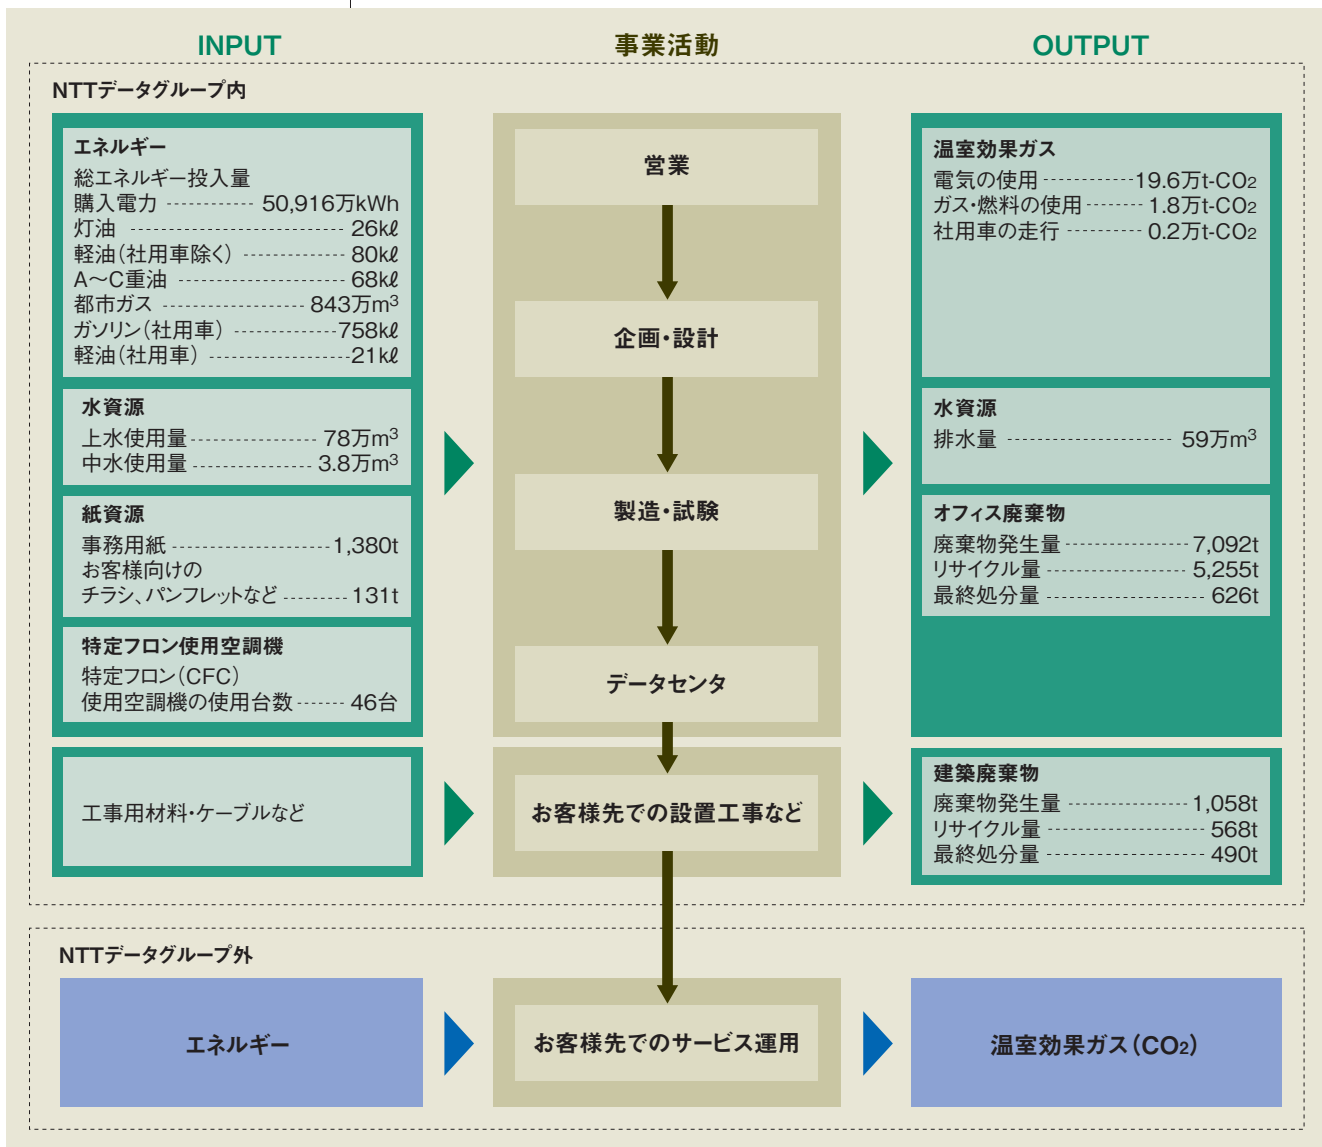 INPUT
事業活動
OUTPUT
NTTデータグループ内
エネルギー
総エネルギー投入量
購入電力 ------------ 50,916万kWh
灯油 ------------------------------ 26kℓ
軽油（社用車除く） -------------- 80kℓ
A〜C重油 ------------------------ 68kℓ
都市ガス -------------------- 843万m³
ガソリン（社用車） --------------758kℓ
軽油（社用車） --------------------21kℓ
水資源
上水使用量------------------ 78万m³
中水使用量----------------- 3.8万m³
紙資源
事務用紙-----------------------1,380t
お客様向けの
チラシ、パンフレットなど --------- 131t
特定フロン使用空調機
特定フロン（CFC）
使用空調機の使用台数 ------- 46台
工事用材料・ケーブルなど
営業
企画・設計
製造・試験
データセンタ
お客様先での設置工事など
温室効果ガス
電気の使用 -------------19.6万t-CO₂
ガス・燃料の使用 -------- 1.8万t-CO₂
社用車の走行 ----------- 0.2万t-CO₂
水資源
排水量 ----------------------- 59万m³
オフィス廃棄物
廃棄物発生量------------------ 7,092t
リサイクル量 --------------------- 5,255t
最終処分量 ----------------------- 626t
建築廃棄物
廃棄物発生量 ----------------- 1,058t
リサイクル量 ----------------------- 568t
最終処分量 ----------------------- 490t
NTTデータグループ外
エネルギー
お客様先でのサービス運用
温室効果ガス（CO₂）